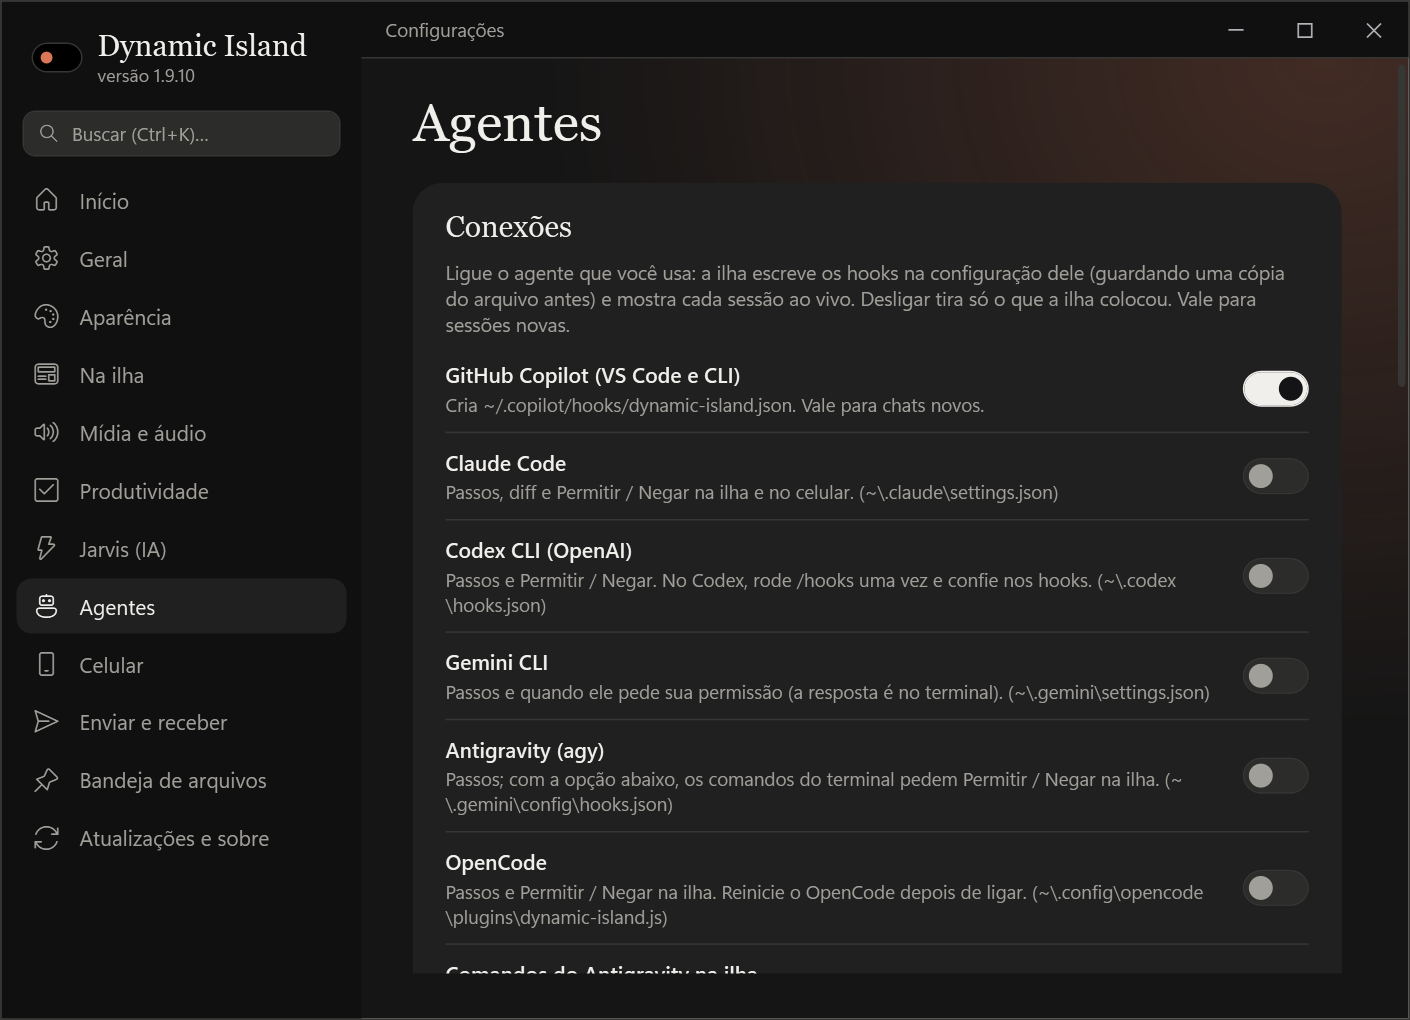 Dynamic Island
versão 1.9.10
Buscar (Ctrl+K)...
Início
Geral
Aparência
Na ilha
Mídia e áudio
Produtividade
Jarvis (IA)
Agentes
Celular
Enviar e receber
Bandeja de arquivos
Atualizações e sobre
Configurações
Agentes
Conexões
Ligue o agente que você usa: a ilha escreve os hooks na configuração dele (guardando uma cópia
do arquivo antes) e mostra cada sessão ao vivo. Desligar tira só o que a ilha colocou. Vale para
sessões novas.
GitHub Copilot (VS Code e CLI)
Cria ~/.copilot/hooks/dynamic-island.json. Vale para chats novos.
Claude Code
Passos, diff e Permitir / Negar na ilha e no celular. (~\.claude\settings.json)
Codex CLI (OpenAI)
Passos e Permitir / Negar. No Codex, rode /hooks uma vez e confie nos hooks. (~\.codex
\hooks.json)
Gemini CLI
Passos e quando ele pede sua permissão (a resposta é no terminal). (~\.gemini\settings.json)
Antigravity (agy)
Passos; com a opção abaixo, os comandos do terminal pedem Permitir / Negar na ilha. (~
\.gemini\config\hooks.json)
OpenCode
Passos e Permitir / Negar na ilha. Reinicie o OpenCode depois de ligar. (~\.config\opencode
\plugins\dynamic-island.js)
Comandos do Antigravity na ilha